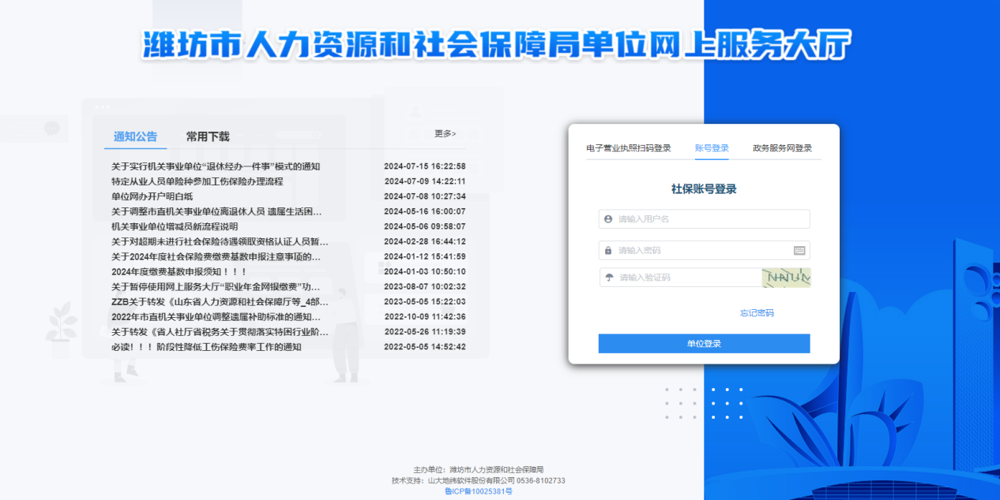 潍坊市人力资源和社会保障局单位网上服务大厅
通知公告 常用下载 更多>
关于实行机关事业单位“退休经办一件事”模式的通知 2024-07-15 16:22:58
特定从业人员单险种参加工伤保险办理流程 2024-07-09 14:22:11
单位网办开户明白纸 2024-07-08 10:27:34
关于调整市直机关事业单位离退休人员 遗属生活困... 2024-05-16 16:00:07
机关事业单位增减员新流程说明 2024-05-06 09:58:07
关于对超期未进行社会保险待遇领取资格认证人员暂... 2024-02-28 16:44:12
关于2024年度社会保险费缴费基数申报注意事项的... 2024-01-12 15:41:59
2024年度缴费基数申报须知！！！ 2024-01-03 10:50:10
关于暂停使用网上服务大厅“职业年金网银缴费”功... 2023-08-07 10:02:32
ZZB关于转发《山东省人力资源和社会保障厅等_4部... 2023-05-05 15:22:03
2022年市直机关事业单位调整遗属补助标准的通知... 2022-10-09 11:42:36
关于转发《省人社厅省税务关于贯彻落实特困行业阶... 2022-05-26 11:19:39
必读！！！阶段性降低工伤保险费率工作的通知 2022-05-05 14:52:42
电子营业执照扫码登录 账号登录 政务服务网登录
社保账号登录
请输入用户名
请输入密码
请输入验证码
忘记密码
单位登录
主办单位：潍坊市人力资源和社会保障局
技术支持：山大地纬软件股份有限公司 0536-8102733
鲁ICP备10025381号